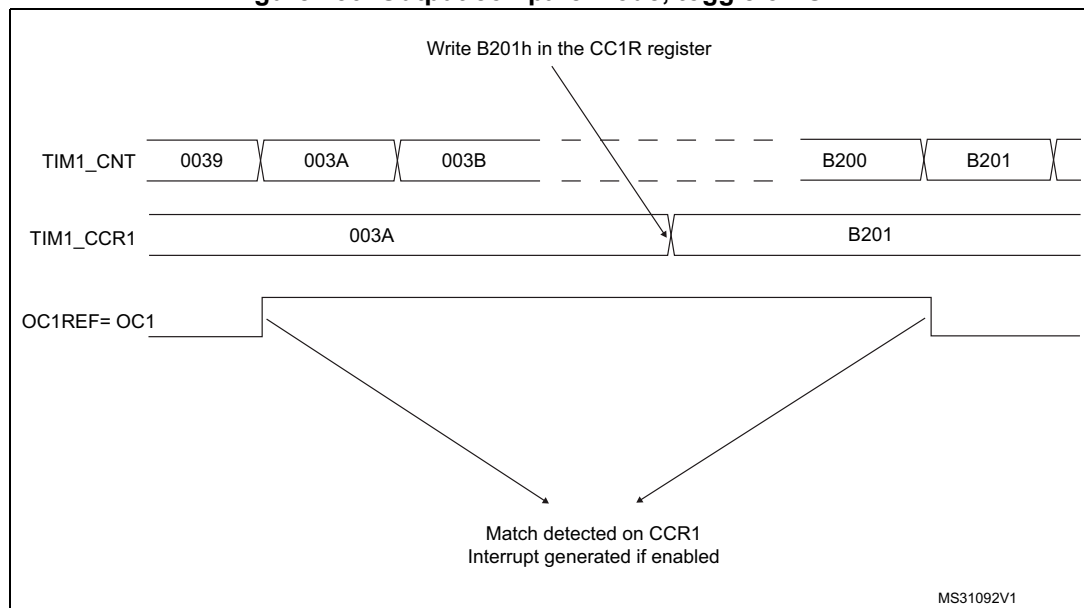 Write B201h in the CC1R register
TIM1_CNT 0039 003A 003B B200 B201
TIM1_CCR1 003A B201
OC1REF= OC1
Match detected on CCR1
Interrupt generated if enabled
MS31092V1